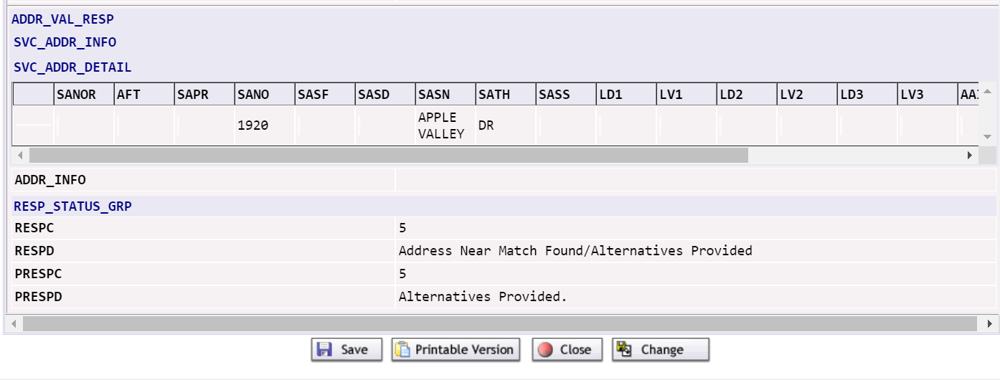 ADDR_VAL_RESP
SVC_ADDR_INFO
SVC_ADDR_DETAIL
SANOR AFT SAPR SANO SASF SASD SASN SATH SASS LD1 LV1 LD2 LV2 LD3 LV3
1920 APPLE VALLEY DR
ADDR_INFO
RESP_STATUS_GRP
RESPC 5
RESPD Address Near Match Found/Alternatives Provided
PRESPC 5
PRESPD Alternatives Provided.
Save Printable Version Close Change